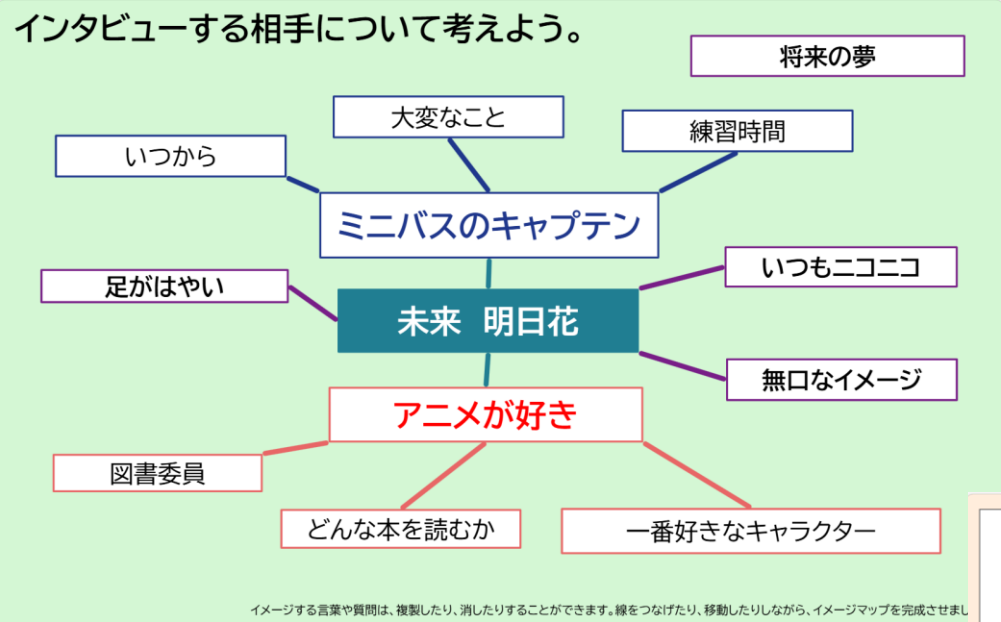 インタビューする相手について考えよう。
将来の夢
大変なこと
練習時間
いつから
ミニバスのキャプテン
いつもニコニコ
足がはやい
未来 明日花
無口なイメージ
アニメが好き
図書委員
どんな本を読むか
一番好きなキャラクター
イメージする言葉や質問は、複製したり、消したりすることができます。線をつなげたり、移動したりしながら、イメージマップを完成させまし